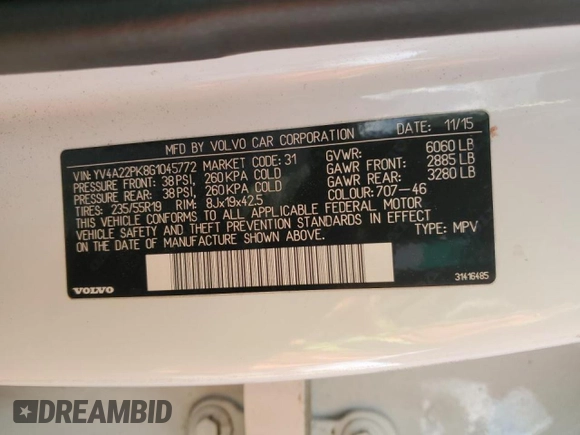 MFD BY VOLVO CAR CORPORATION DATE: 11/15
VIN: YV4A22PK8G1045772 MARKET CODE: 31 GVWR: 6060 LB
PRESSURE FRONT: 38PSI, 260KPA COLD GAWR FRONT: 2885 LB
PRESSURE REAR: 38PSI, 260KPA COLD GAWR REAR: 3280 LB
TIRES: 235/55R19 RIM: 8Jx19x42.5 COLOUR:707-46
THIS VEHICLE CONFORMS TO ALL APPLICABLE FEDERAL MOTOR
VEHICLE SAFETY AND THEFT PREVENTION STANDARDS IN EFFECT
ON THE DATE OF MANUFACTURE SHOWN ABOVE. TYPE: MPV
VOLVO
31416485
DREAMBID